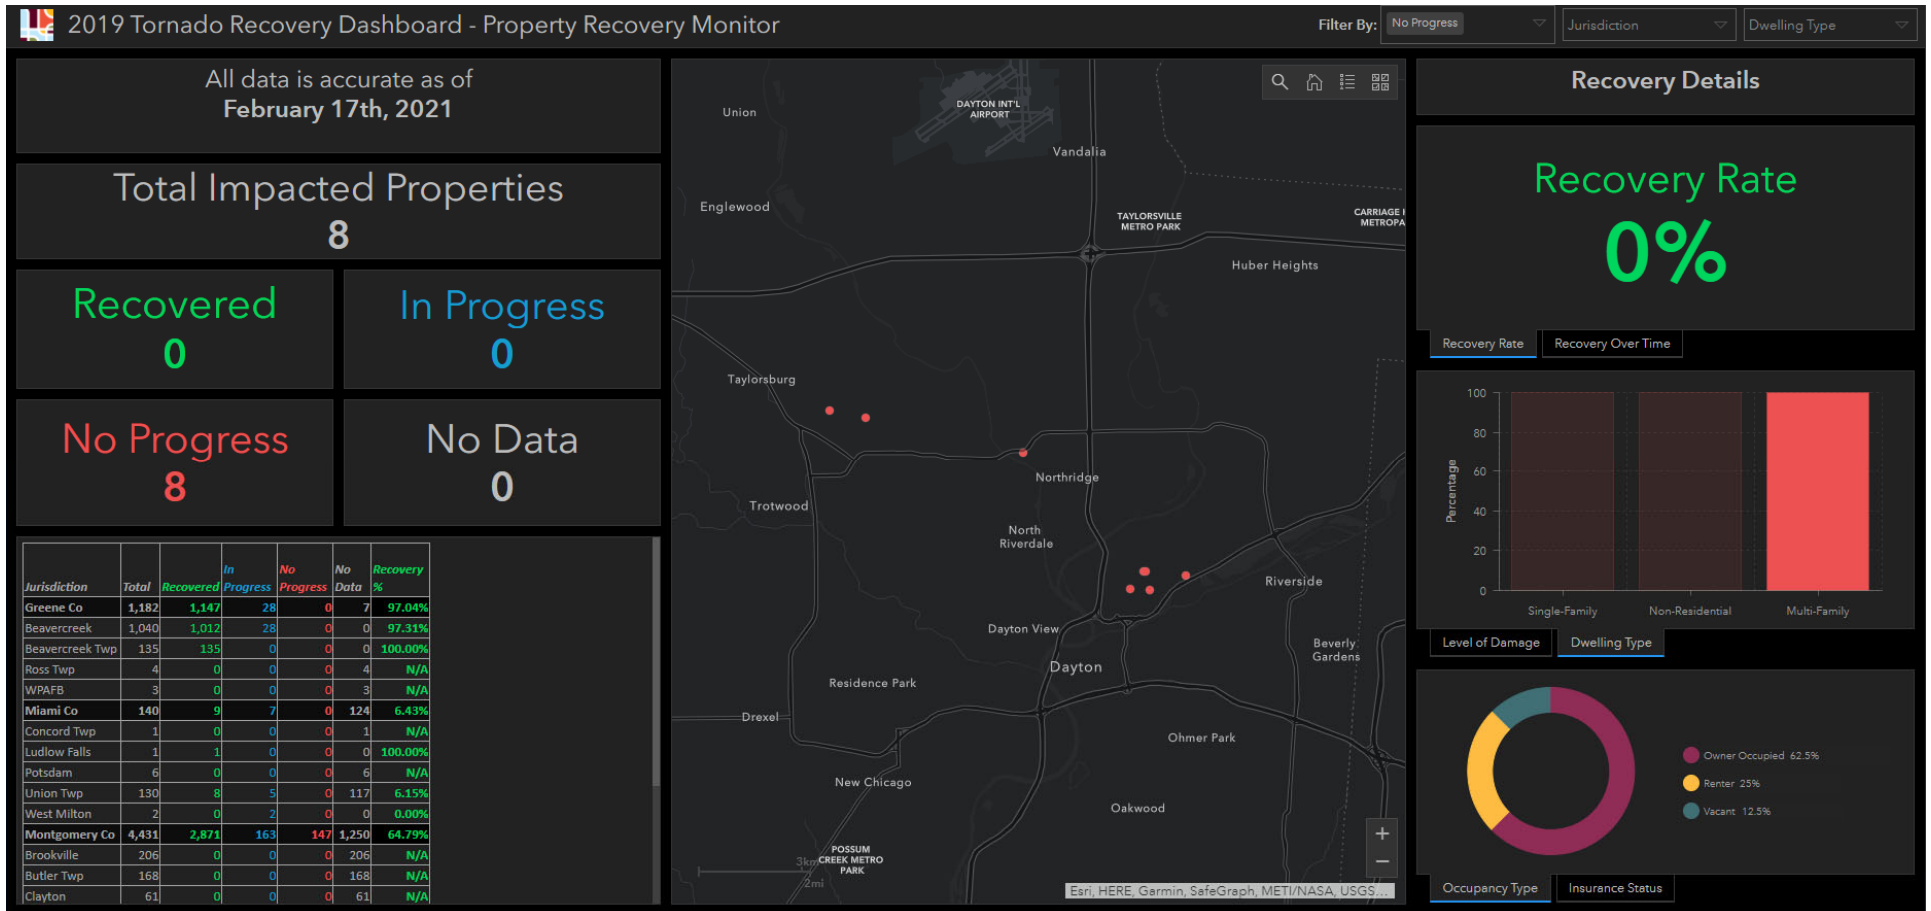 2019 Tornado Recovery Dashboard - Property Recovery Monitor
Filter By:
No Progress
Jurisdiction
Dwelling Type
All data is accurate as of
February 17th, 2021
Total Impacted Properties
8
Recovered
0
In Progress
0
No Progress
8
No Data
0
Jurisdiction Total Recovered In Progress No Progress No Data Recovery %
Greene Co 1,182 1,147 28 0 7 97.04%
Beavercreek 1,040 1,012 28 0 0 97.31%
Beavercreek Twp 135 135 0 0 0 100.00%
Ross Twp 4 0 0 0 4 N/A
WPAFB 3 0 0 0 3 N/A
Miami Co 140 9 7 0 124 6.43%
Concord Twp 1 0 0 0 1 N/A
Ludlow Falls 1 1 0 0 0 100.00%
Potsdam 6 0 0 0 6 N/A
Union Twp 130 8 5 0 117 6.15%
West Milton 2 0 2 0 0 0.00%
Montgomery Co 4,431 2,871 163 147 1,250 64.79%
Brookville 206 0 0 0 206 N/A
Butler Twp 168 0 0 0 168 N/A
Clayton 61 0 0 0 61 N/A
Union
DAYTON INT'L
AIRPORT
Vandalia
Englewood
TAYLORSVILLE
METRO PARK
CARRIAGE
METROPA
Huber Heights
Taylorsburg
Northridge
Trotwood
North
Riverdale
Riverside
Dayton View
Beverly
Gardens
Dayton
Residence Park
Drexel
Ohmer Park
New Chicago
Oakwood
POSSUM
CREEK METRO
PARK
3km
2mi
+
−
Esri, HERE, Garmin, SafeGraph, METI/NASA, USGS...
Recovery Details
Recovery Rate
0%
Recovery Rate
Recovery Over Time
Percentage
100
80
60
40
20
0
Single-Family
Non-Residential
Multi-Family
Level of Damage
Dwelling Type
Owner Occupied 62.5%
Renter 25%
Vacant 12.5%
Occupancy Type
Insurance Status